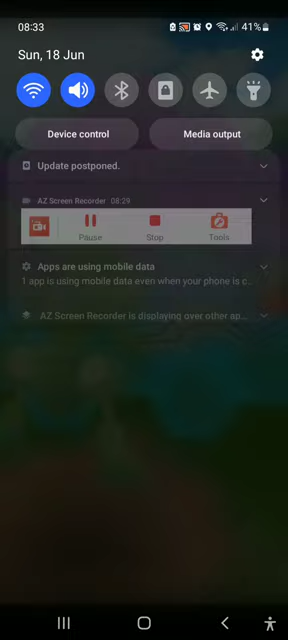 08:33
41%
Sun, 18 Jun
Device control
Media output
Update postponed.
AZ Screen Recorder 08:29
Pause
Stop
Tools
Apps are using mobile data
1 app is using mobile data even when your phone is c...
AZ Screen Recorder is displaying over other ap...